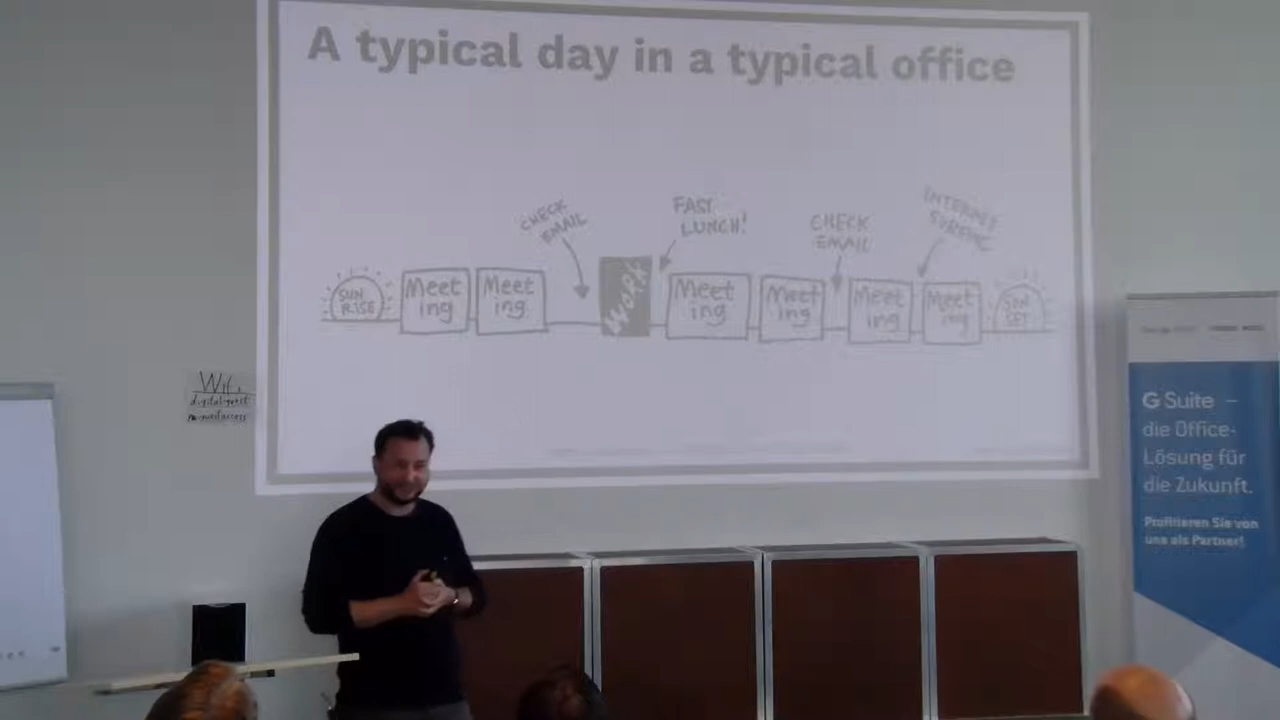 A typical day in a typical office
CHECK
EMAIL
FAST
LUNCH!
CHECK
EMAIL
INTERNET
SURFING
SUN
RISE
Meet
ing
Meet
ing
WORK
Meet
ing
Meet
ing
Meet
ing
Meet
ing
SUN
SET
Wifi
G Suite –
die Office-
Lösung für
die Zukunft.
Profitieren Sie von
uns als Partner!